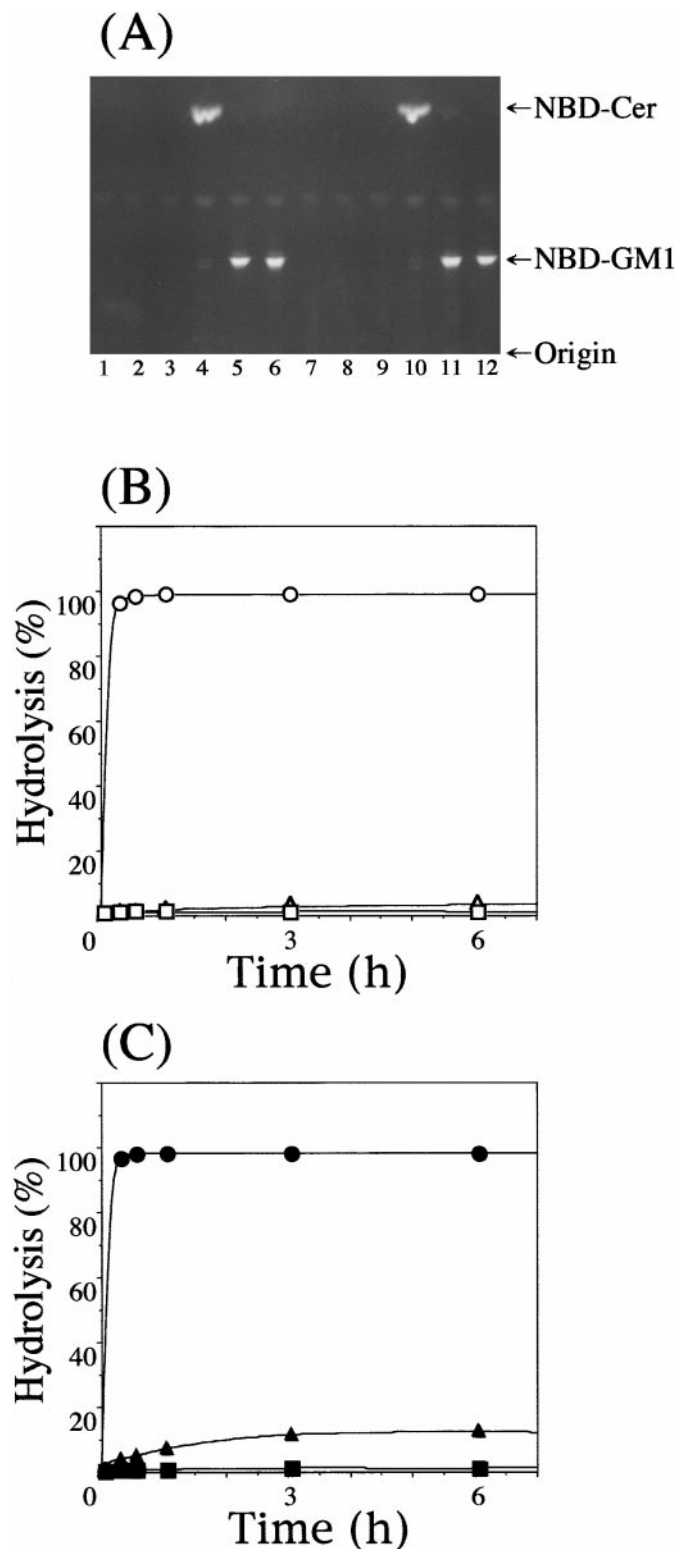 (A)
←NBD-Cer
←NBD-GM1
←Origin
1 2 3 4 5 6 7 8 9 10 11 12
(B)
Hydrolysis (%)
100
80
60
40
20
0 3 6
Time (h)
(C)
Hydrolysis (%)
100
80
60
40
20
0 3 6
Time (h)